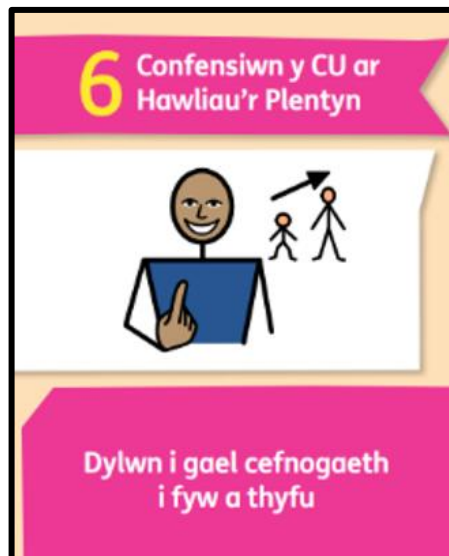 6
Confensiwn y CU ar
Hawliau'r Plentyn
Dylwn i gael cefnogaeth
i fyw a thyfu